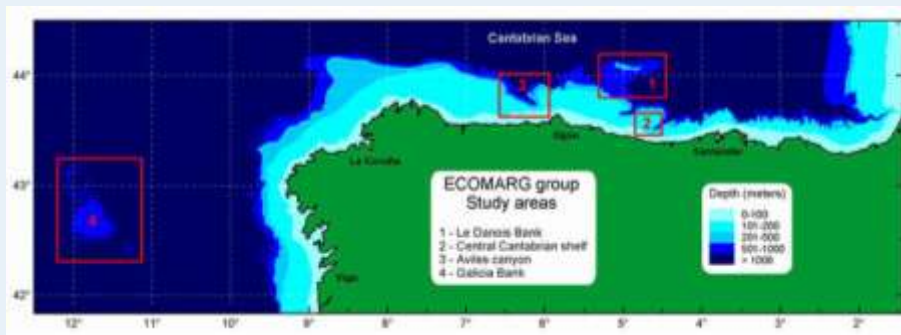 Cantabrian Sea
44°
3
1
2
La Coruña
Gijon
Santander
43°
4
ECOMARG group
Study areas
1 - Le Danois Bank
2 - Central Cantabrian shelf
3 - Aviles canyon
4 - Galicia Bank
Depth (meters)
0-100
101-200
201-500
501-1000
> 1000
Vigo
42°
12° 11° 10° 9° 8° 7° 6° 5° 4° 3° 2°